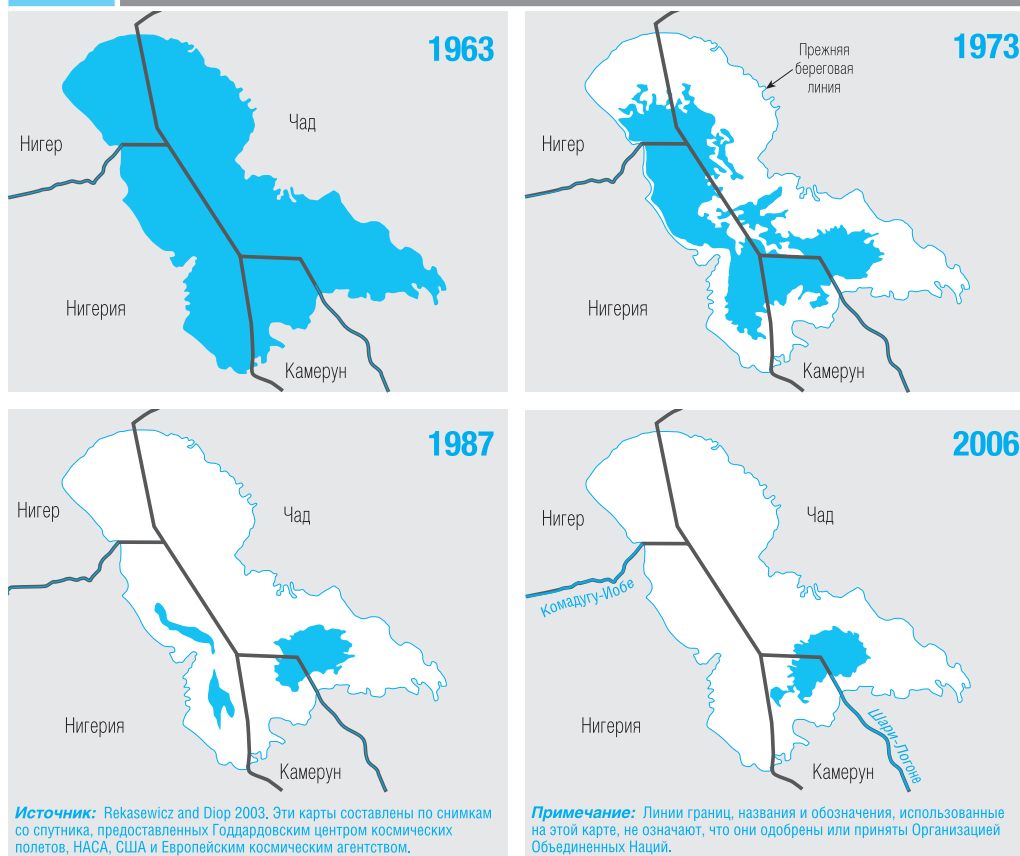 1963
Чад
Нигер
Нигерия
Камерун
1973
Прежняя
береговая
линия
Нигер
Нигерия
Камерун
1987
Нигер
Чад
Нигерия
Камерун
2006
Нигер
Чад
Комадугу-Иобе
Нигерия
Шари-Логоне
Камерун
Источник: Rekasewicz and Diop 2003. Эти карты составлены по снимкам
со спутника, предоставленных Годдардовским центром космических
полетов, НАСА, США и Европейским космическим агентством.
Примечание: Линии границ, названия и обозначения, использованные
на этой карте, не означают, что они одобрены или приняты Организацией
Объединенных Наций.